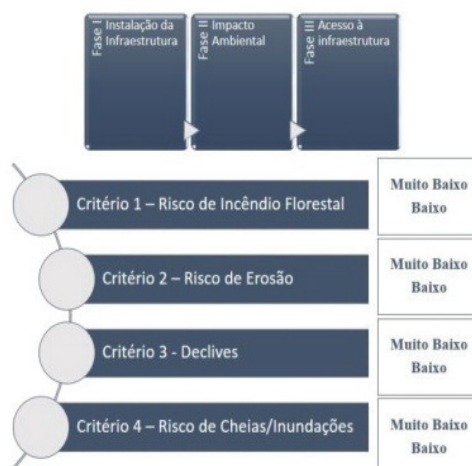 Fase I
Instalação da
Infraestrutura
Fase II
Impacto
Ambiental
Fase III
Acesso à
infraestrutura
Critério 1 – Risco de Incêndio Florestal
Muito Baixo
Baixo
Critério 2 – Risco de Erosão
Muito Baixo
Baixo
Critério 3 - Declives
Muito Baixo
Baixo
Critério 4 – Risco de Cheias/Inundações
Muito Baixo
Baixo